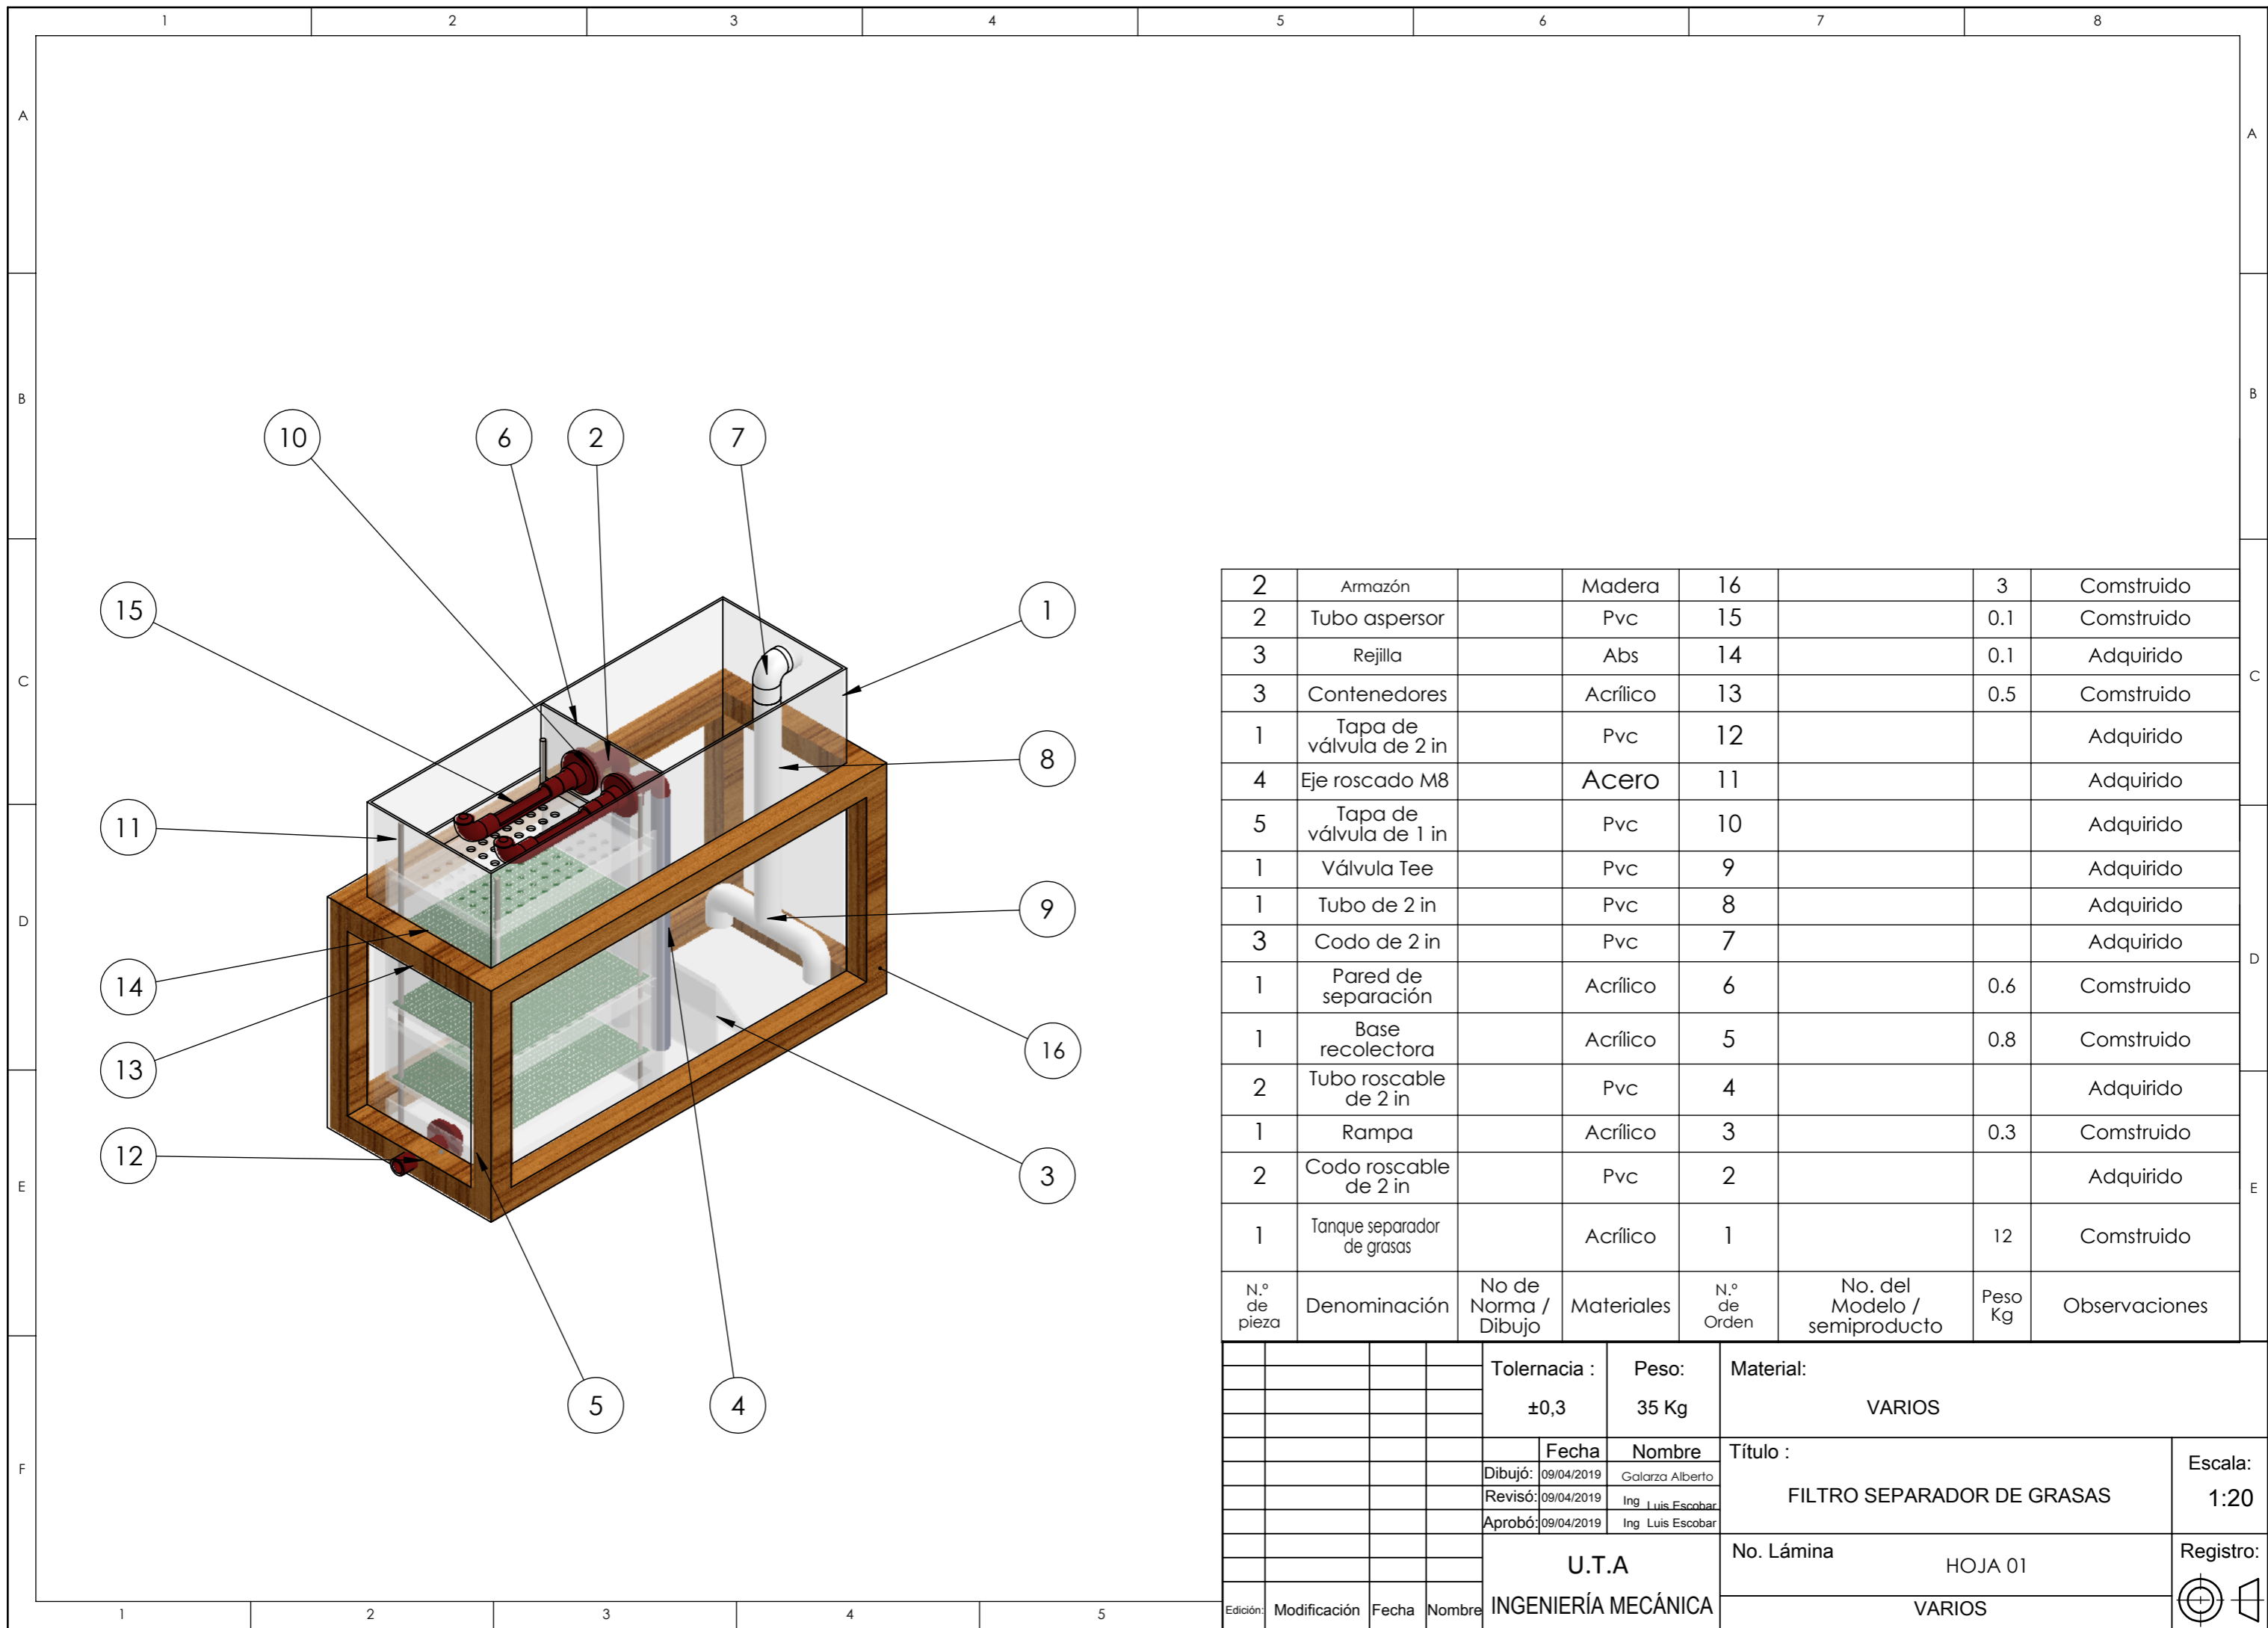 1 2 3 4 5 6 7 8
A A
B B
C C
D D
E E
F
10 6 2 7
15 1
8
11
9
14
16
13
12
3
5 4
2 Armazón Madera 16 3 Comstruido
2 Tubo aspersor Pvc 15 0.1 Comstruido
3 Rejilla Abs 14 0.1 Adquirido
3 Contenedores Acrílico 13 0.5 Comstruido
1 Tapa de
válvula de 2 in Pvc 12 Adquirido
4 Eje roscado M8 Acero 11 Adquirido
5 Tapa de
válvula de 1 in Pvc 10 Adquirido
1 Válvula Tee Pvc 9 Adquirido
1 Tubo de 2 in Pvc 8 Adquirido
3 Codo de 2 in Pvc 7 Adquirido
1 Pared de
separación Acrílico 6 0.6 Comstruido
1 Base
recolectora Acrílico 5 0.8 Comstruido
2 Tubo roscable
de 2 in Pvc 4 Adquirido
1 Rampa Acrílico 3 0.3 Comstruido
2 Codo roscable
de 2 in Pvc 2 Adquirido
1 Tanque separador
de grasas Acrílico 1 12 Comstruido
N.º
de
pieza
Denominación
No de
Norma /
Dibujo
Materiales
N.º
de
Orden
No. del
Modelo /
semiproducto
Peso
Kg
Observaciones
Tolernacia :
±0,3
Peso:
35 Kg
Material:
VARIOS
Fecha Nombre
Dibujó: 09/04/2019 Galarza Alberto
Revisó: 09/04/2019 Ing Luis Escobar
Aprobó: 09/04/2019 Ing Luis Escobar
Título :
FILTRO SEPARADOR DE GRASAS
Escala:
1:20
U.T.A
INGENIERÍA MECÁNICA
No. Lámina
HOJA 01
VARIOS
Registro:
Edición: Modificación Fecha Nombre
1 2 3 4 5